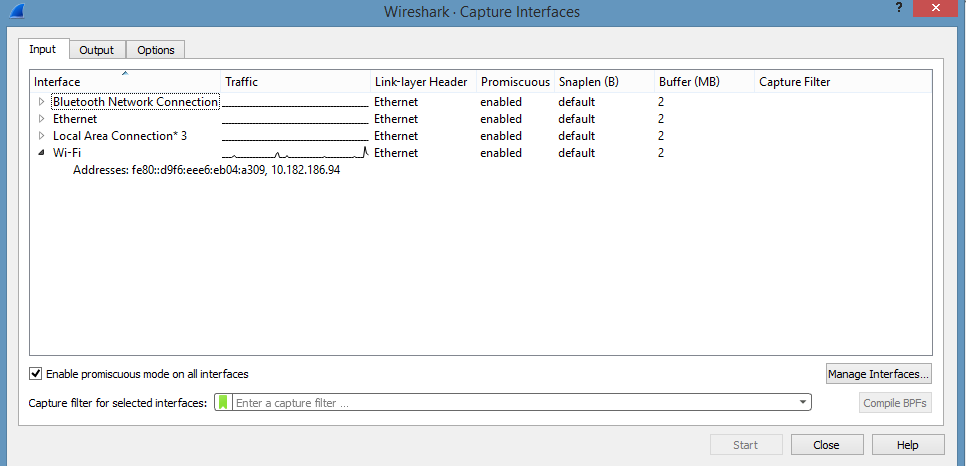 Wireshark · Capture Interfaces
? ×
Input Output Options
Interface Traffic Link-layer Header Promiscuous Snaplen (B) Buffer (MB) Capture Filter
Bluetooth Network Connection Ethernet enabled default 2
Ethernet Ethernet enabled default 2
Local Area Connection* 3 Ethernet enabled default 2
Wi-Fi Ethernet enabled default 2
Addresses: fe80::d9f6:eee6:eb04:a309, 10.182.186.94
Enable promiscuous mode on all interfaces Manage Interfaces...
Capture filter for selected interfaces: Enter a capture filter ... Compile BPFs
Start Close Help